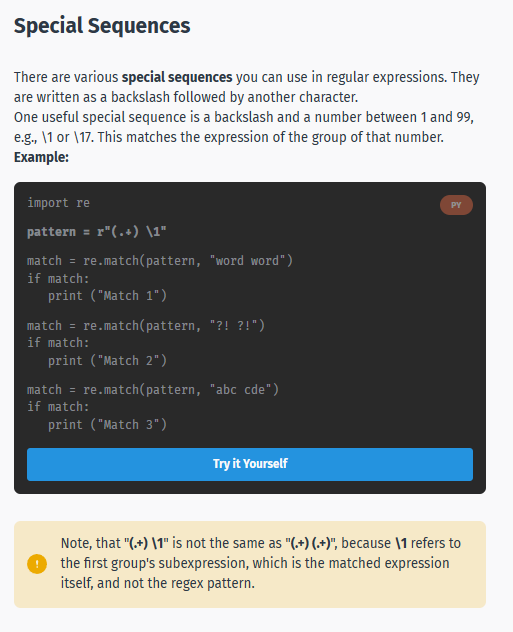 Special Sequences
There are various special sequences you can use in regular expressions. They
are written as a backslash followed by another character.
One useful special sequence is a backslash and a number between 1 and 99,
e.g., \1 or \17. This matches the expression of the group of that number.
Example:
import re
PY
pattern = r"(.+) \1"
match = re.match(pattern, "word word")
if match:
   print ("Match 1")
match = re.match(pattern, "?! ?!")
if match:
   print ("Match 2")
match = re.match(pattern, "abc cde")
if match:
   print ("Match 3")
Try it Yourself
Note, that "(.+) \1" is not the same as "(.+) (.+)", because \1 refers to
the first group's subexpression, which is the matched expression
itself, and not the regex pattern.